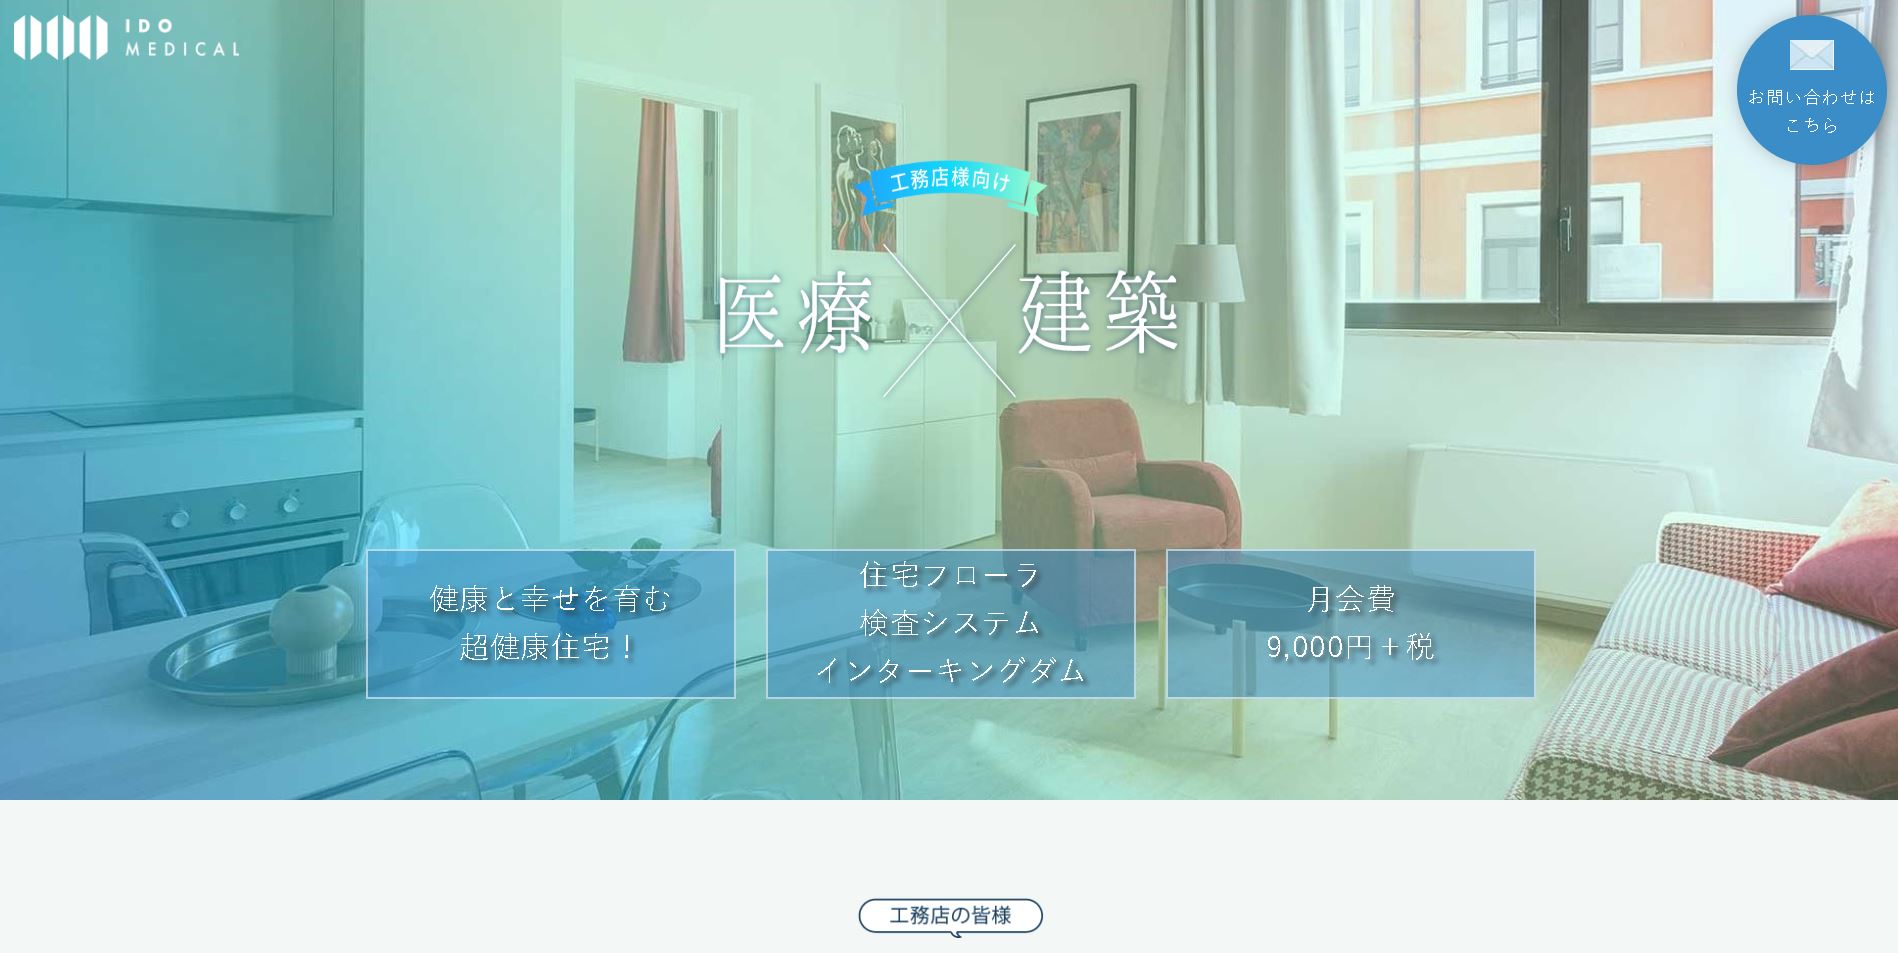 IDO
MEDICAL
お問い合わせは
こちら
工務店様向け
医療
建築
健康と幸せを育む
超健康住宅！
住宅フローラ
検査システム
インターキングダム
月会費
9,000円＋税
工務店の皆様